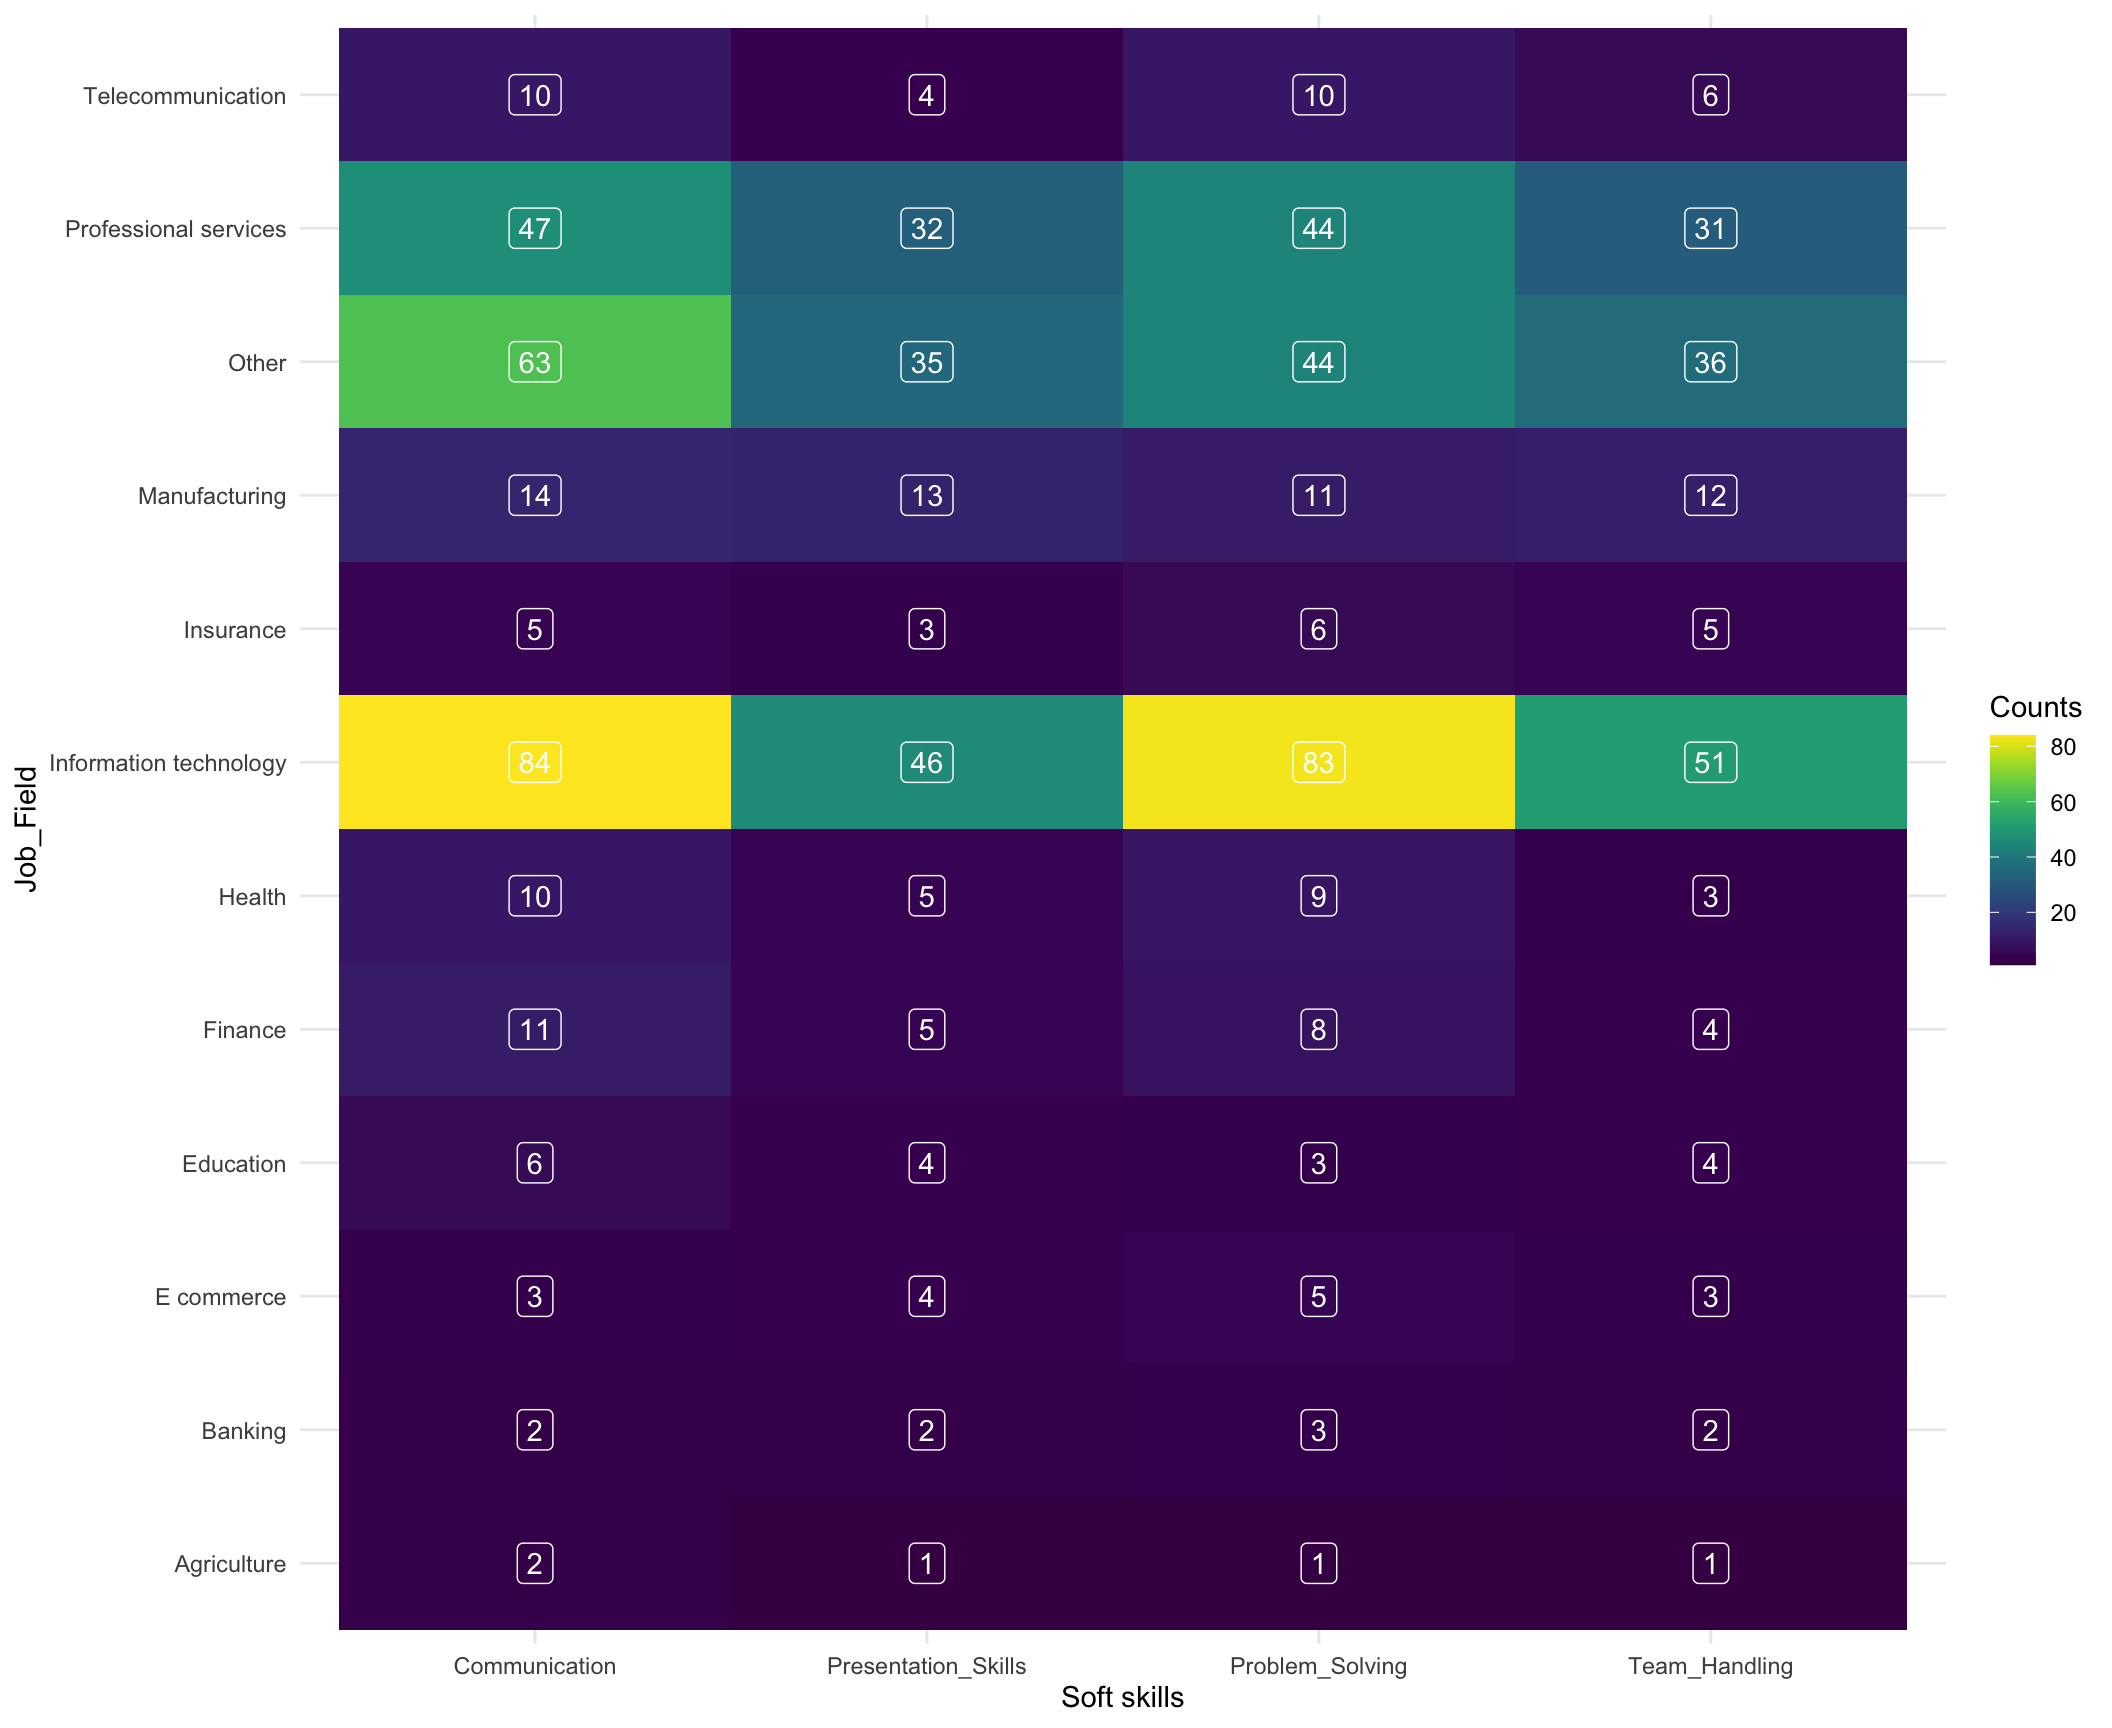 Telecommunication 10 4 10 6
Professional services 47 32 44 31
Other 63 35 44 36
Manufacturing 14 13 11 12
Insurance 5 3 6 5
Information technology 84 46 83 51
Health 10 5 9 3
Finance 11 5 8 4
Education 6 4 3 4
E commerce 3 4 5 3
Banking 2 2 3 2
Agriculture 2 1 1 1
Communication Presentation_Skills Problem_Solving Team_Handling
Soft skills
Job_Field
Counts
80
60
40
20